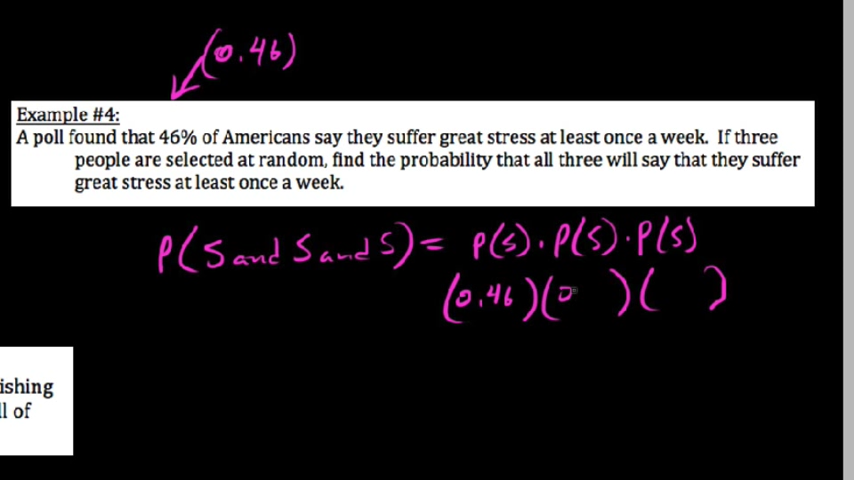 (0.46)
Example #4:
A poll found that 46% of Americans say they suffer great stress at least once a week. If three
people are selected at random, find the probability that all three will say that they suffer
great stress at least once a week.
P(S and S and S) = P(S) · P(S) · P(S)
(0.46)(0 )( )
ishing
ll of